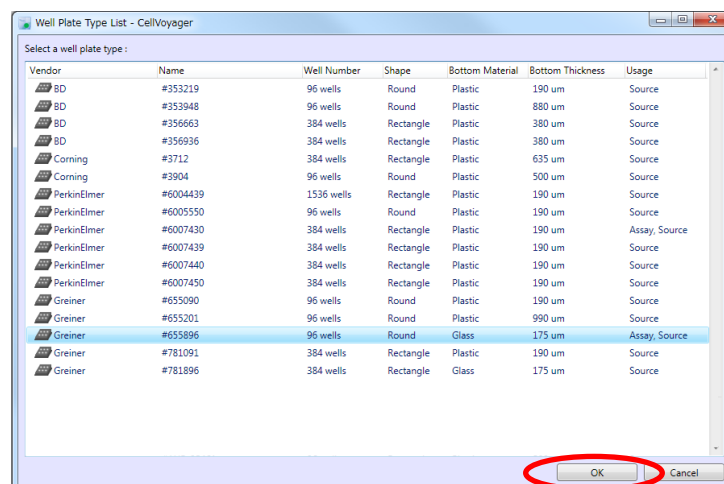 Well Plate Type List - CellVoyager
Select a well plate type :
Vendor Name Well Number Shape Bottom Material Bottom Thickness Usage
BD #353219 96 wells Round Plastic 190 um Source
BD #353948 96 wells Round Plastic 880 um Source
BD #356663 384 wells Rectangle Plastic 380 um Source
BD #356936 384 wells Rectangle Plastic 380 um Source
Corning #3712 384 wells Rectangle Plastic 635 um Source
Corning #3904 96 wells Round Plastic 500 um Source
PerkinElmer #6004439 1536 wells Rectangle Plastic 190 um Source
PerkinElmer #6005550 96 wells Round Plastic 190 um Source
PerkinElmer #6007430 384 wells Rectangle Plastic 190 um Assay, Source
PerkinElmer #6007439 384 wells Rectangle Plastic 190 um Source
PerkinElmer #6007440 384 wells Rectangle Plastic 190 um Source
PerkinElmer #6007450 384 wells Rectangle Plastic 190 um Source
Greiner #655090 96 wells Round Plastic 190 um Source
Greiner #655201 96 wells Round Plastic 990 um Source
Greiner #655896 96 wells Round Glass 175 um Assay, Source
Greiner #781091 384 wells Rectangle Plastic 190 um Source
Greiner #781896 384 wells Rectangle Glass 175 um Source
OK Cancel